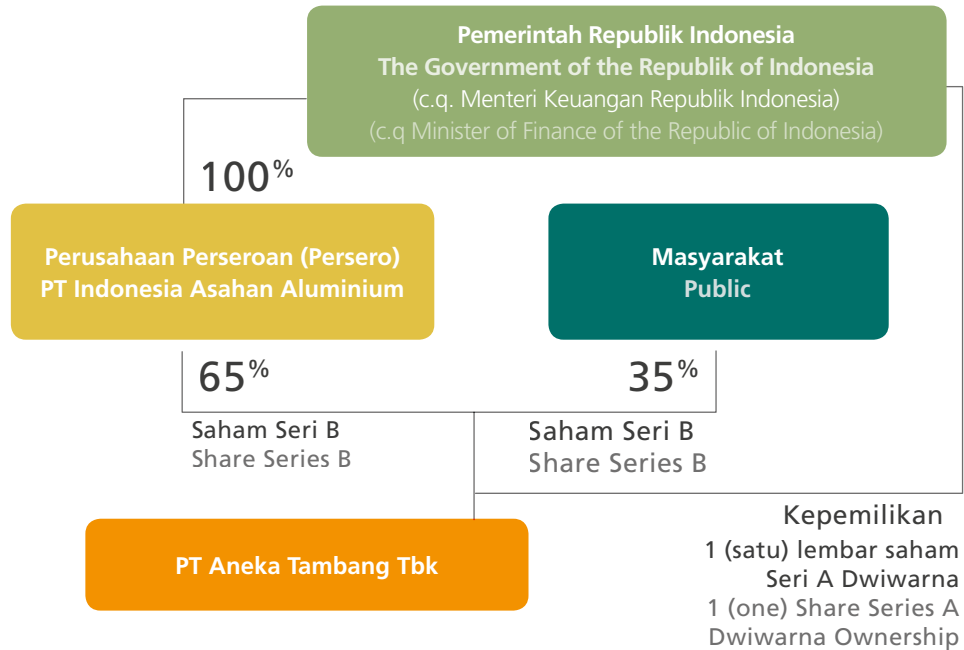 Pemerintah Republik Indonesia
The Government of the Republik of Indonesia
(c.q. Menteri Keuangan Republik Indonesia)
(c.q Minister of Finance of the Republic of Indonesia)
100%
Perusahaan Perseroan (Persero)
PT Indonesia Asahan Aluminium
Masyarakat
Public
65%
Saham Seri B
Share Series B
35%
Saham Seri B
Share Series B
PT Aneka Tambang Tbk
Kepemilikan
1 (satu) lembar saham
Seri A Dwiwarna
1 (one) Share Series A
Dwiwarna Ownership